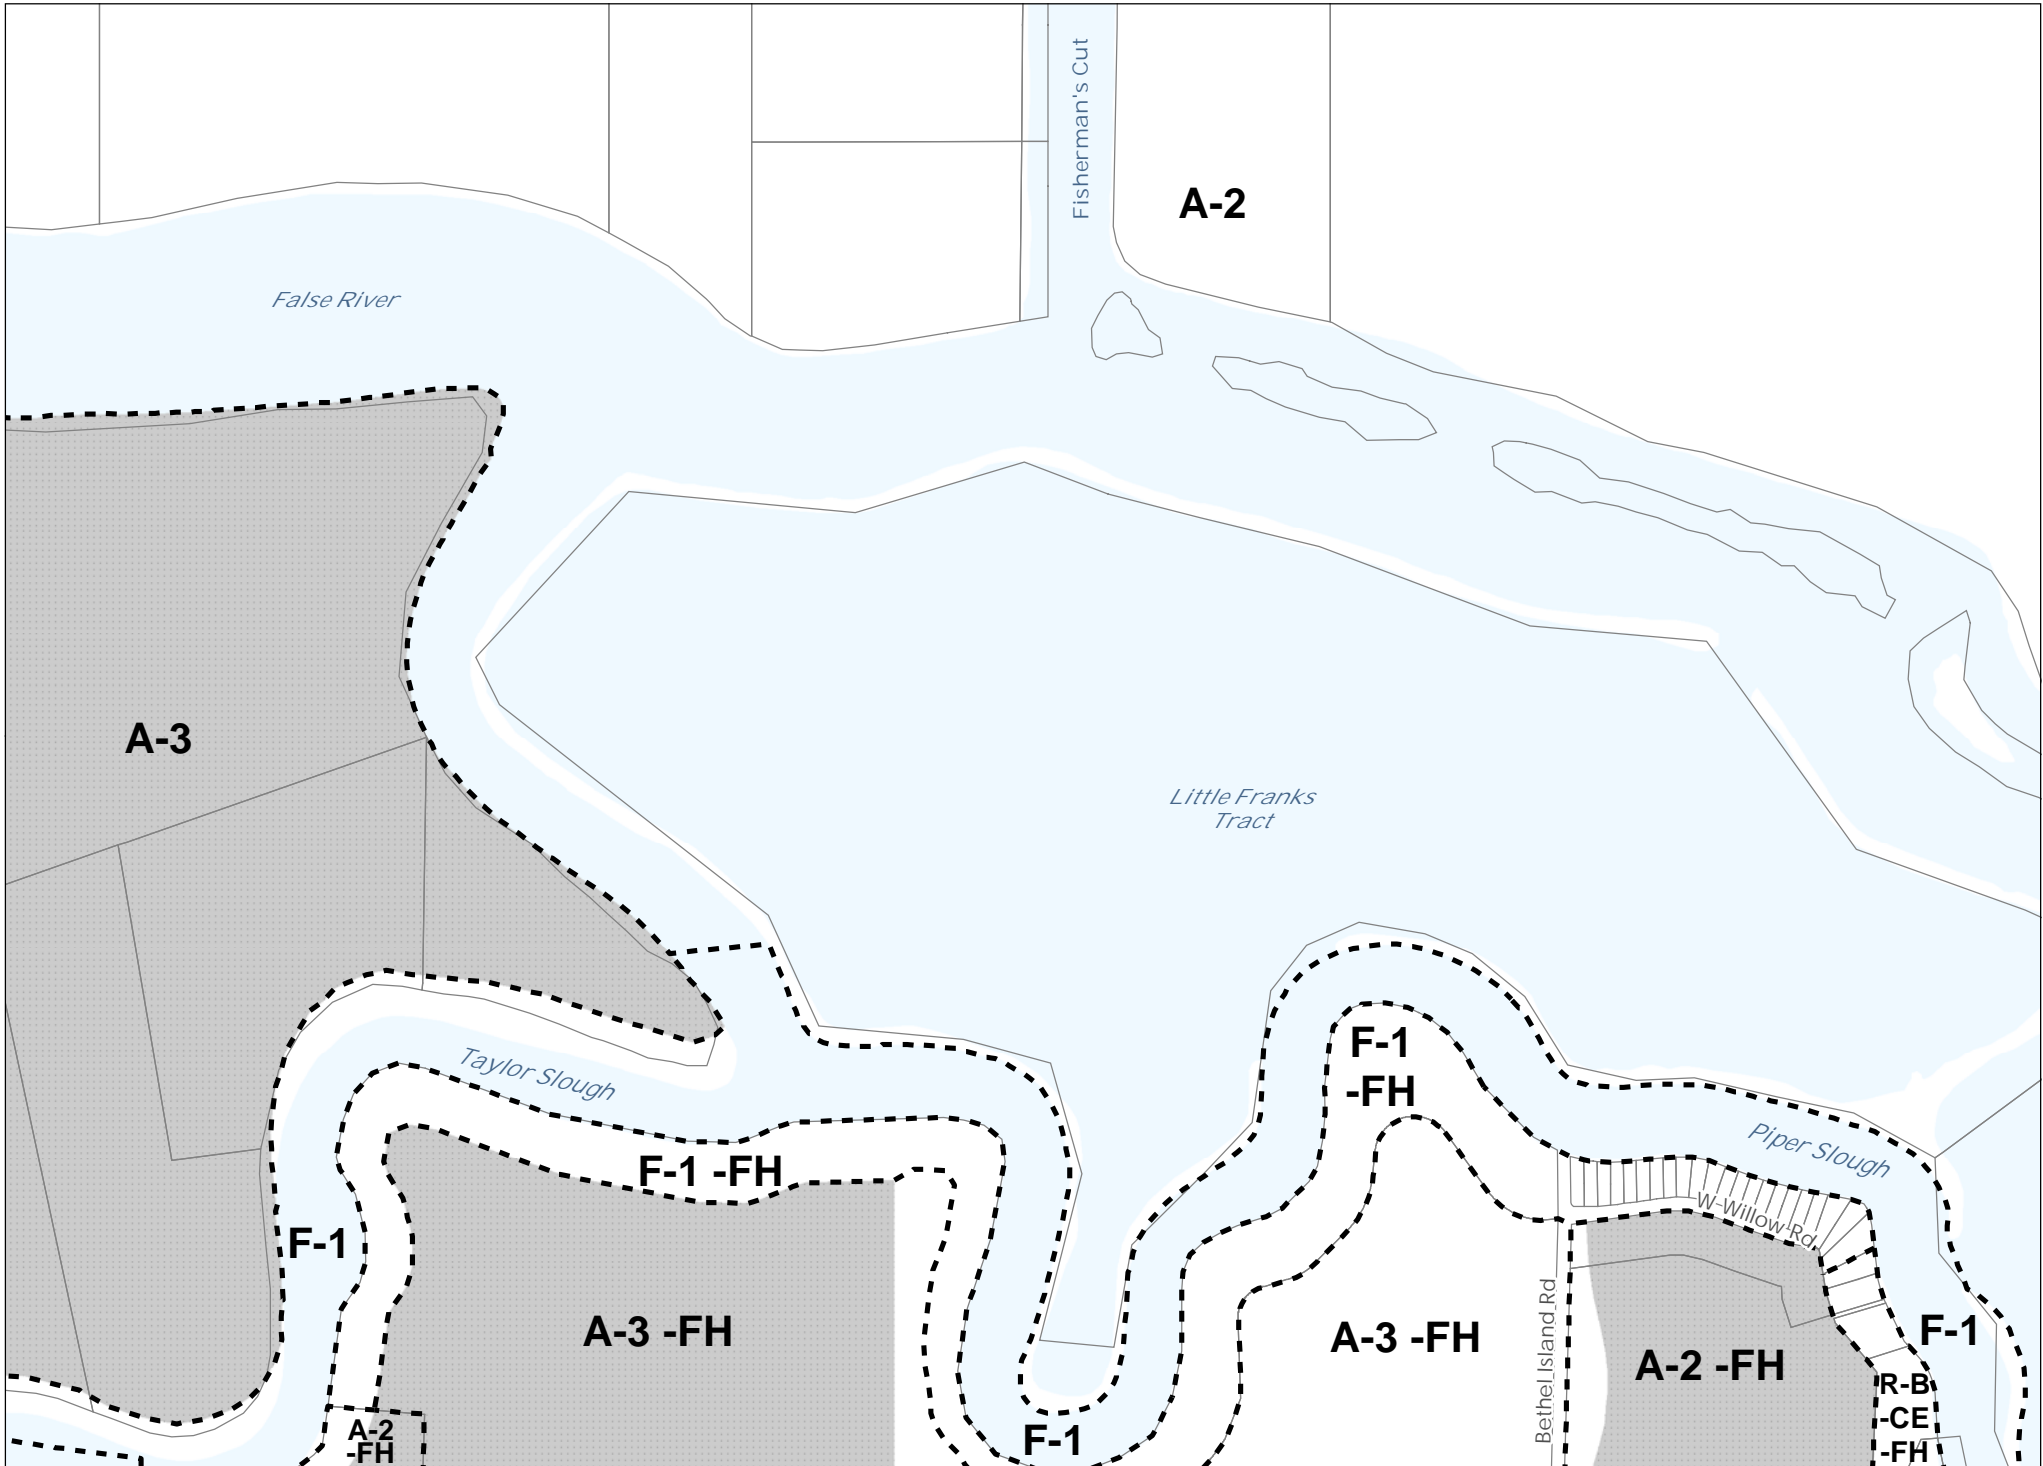 Fisherman's Cut
A-2
False River
A-3
Little Franks
Tract
Taylor Slough
F-1
-FH
Piper Slough
F-1 -FH
W Willow Rd
F-1
A-3 -FH
A-3 -FH
Bethel Island Rd
A-2 -FH
F-1
R-B
-CE
-FH
A-2
-FH
F-1